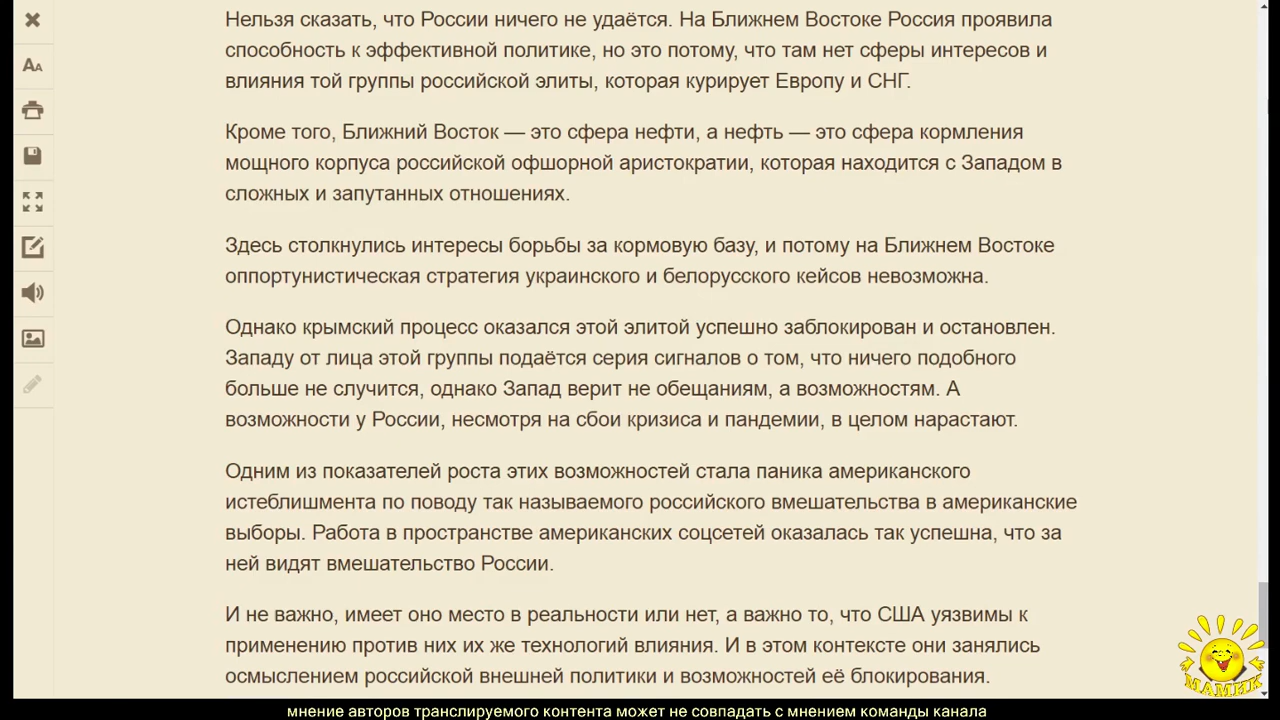 Нельзя сказать, что России ничего не удаётся. На Ближнем Востоке Россия проявила
способность к эффективной политике, но это потому, что там нет сферы интересов и
влияния той группы российской элиты, которая курирует Европу и СНГ.
Кроме того, Ближний Восток — это сфера нефти, а нефть — это сфера кормления
мощного корпуса российской офшорной аристократии, которая находится с Западом в
сложных и запутанных отношениях.
Здесь столкнулись интересы борьбы за кормовую базу, и потому на Ближнем Востоке
оппортунистическая стратегия украинского и белорусского кейсов невозможна.
Однако крымский процесс оказался этой элитой успешно заблокирован и остановлен.
Западу от лица этой группы подаётся серия сигналов о том, что ничего подобного
больше не случится, однако Запад верит не обещаниям, а возможностям. А
возможности у России, несмотря на сбои кризиса и пандемии, в целом нарастают.
Одним из показателей роста этих возможностей стала паника американского
истеблишмента по поводу так называемого российского вмешательства в американские
выборы. Работа в пространстве американских соцсетей оказалась так успешна, что за
ней видят вмешательство России.
И не важно, имеет оно место в реальности или нет, а важно то, что США уязвимы к
применению против них их же технологий влияния. И в этом контексте они занялись
осмыслением российской внешней политики и возможностей её блокирования.
МАМИК
мнение авторов транслируемого контента может не совпадать с мнением команды канала